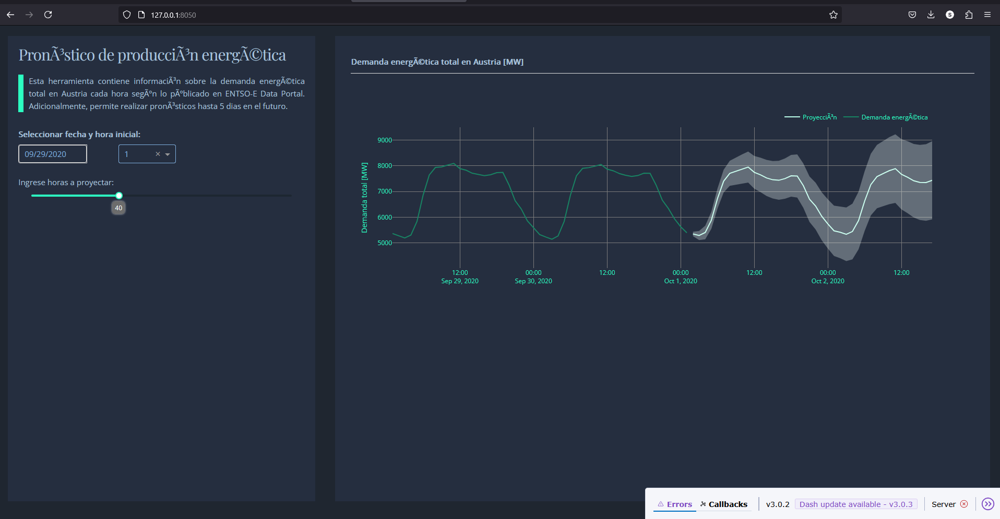 127.0.0.1:8050
PronÃ³stico de producciÃ³n energÃ©tica
Esta herramienta contiene informaciÃ³n sobre la demanda energÃ©tica
total en Austria cada hora segÃºn lo pÃºblicado en ENTSO-E Data Portal.
Adicionalmente, permite realizar pronÃ³sticos hasta 5 dias en el futuro.
Seleccionar fecha y hora inicial:
09/29/2020
1
Ingrese horas a proyectar:
40
Demanda energÃ©tica total en Austria [MW]
ProyecciÃ³n
Demanda energÃ©tica
Demanda total [MW]
9000
8000
7000
6000
5000
12:00
Sep 29, 2020
00:00
Sep 30, 2020
12:00
00:00
Oct 1, 2020
12:00
00:00
Oct 2, 2020
12:00
Errors
Callbacks
v3.0.2
Dash update available - v3.0.3
Server
S